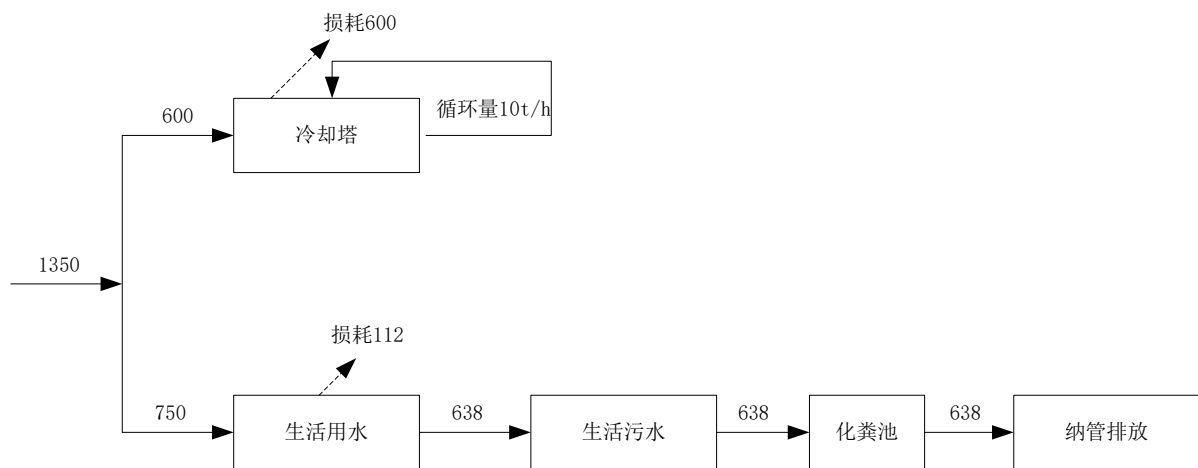 损耗600
600
冷却塔
循环量10t/h
1350
损耗112
750
生活用水
638
生活污水
638
化粪池
638
纳管排放